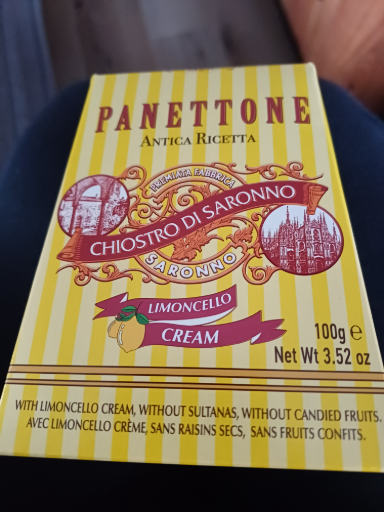 PANETTONE
ANTICA RICETTA
PREMIATA FABBRICA
CHIOSTRO DI SARONNO
SARONNO
LIMONCELLO
CREAM
100g e
Net Wt 3.52 oz
WITH LIMONCELLO CREAM, WITHOUT SULTANAS, WITHOUT CANDIED FRUITS.
AVEC LIMONCELLO CRÈME, SANS RAISINS SECS, SANS FRUITS CONFITS.